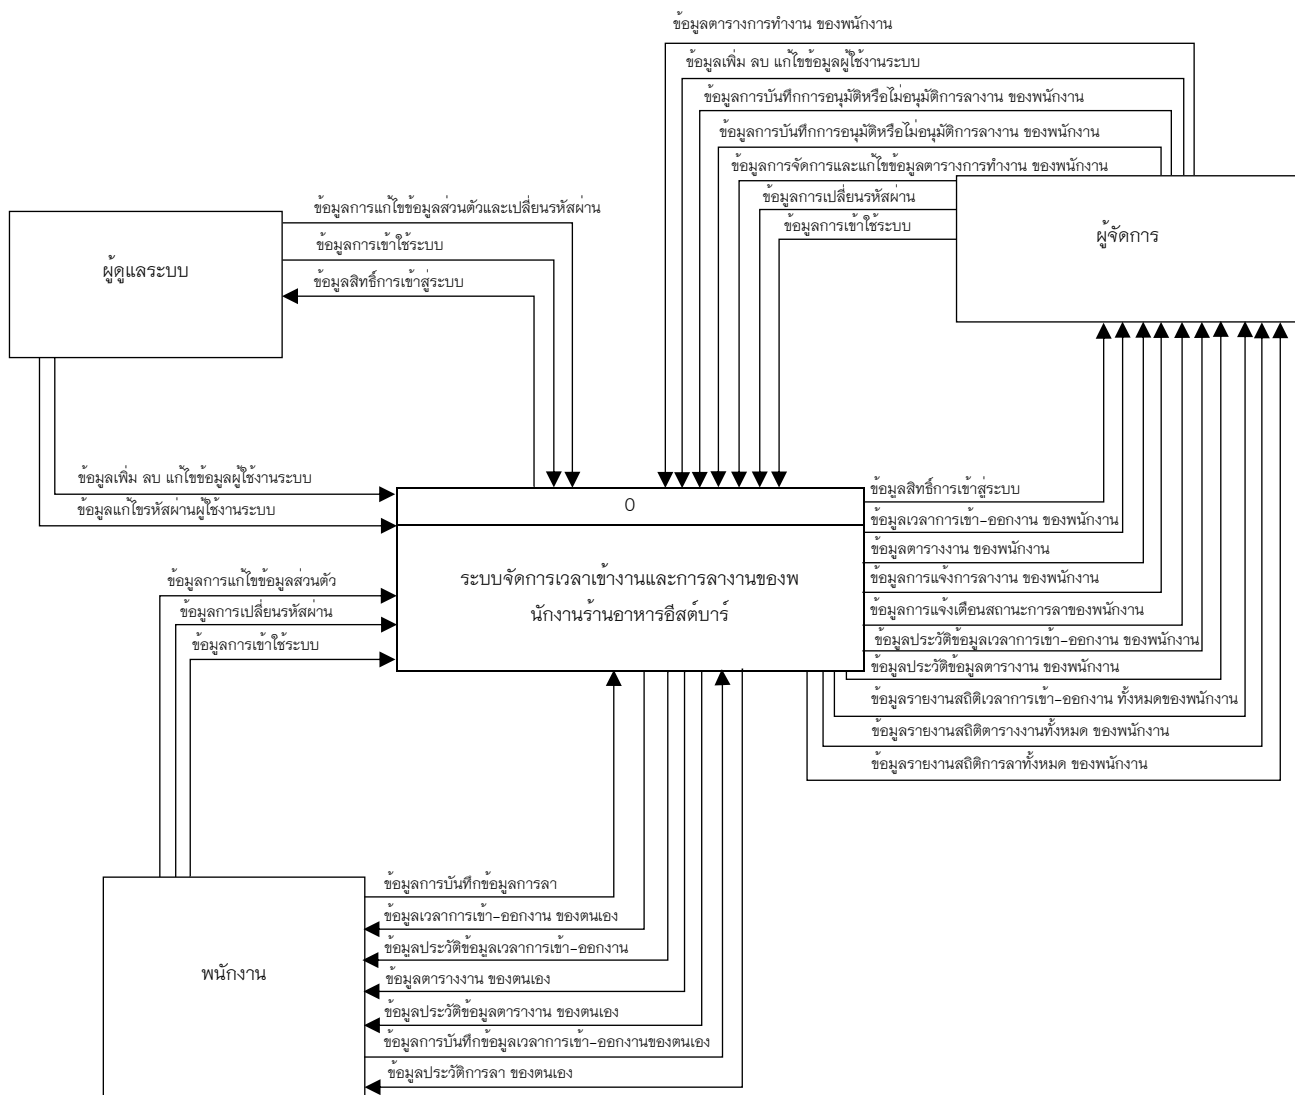 ข้อมูลตารางการทำงาน ของพนักงาน
ข้อมูลเพิ่ม ลบ แก้ไขข้อมูลผู้ใช้งานระบบ
ข้อมูลการบันทึกการอนุมัติหรือไม่อนุมัติการลางาน ของพนักงาน
ข้อมูลการบันทึกการอนุมัติหรือไม่อนุมัติการลางาน ของพนักงาน
ข้อมูลการจัดการและแก้ไขข้อมูลตารางการทำงาน ของพนักงาน
ข้อมูลการเปลี่ยนรหัสผ่าน
ข้อมูลการเข้าใช้ระบบ
ผู้จัดการ
ข้อมูลการแก้ไขข้อมูลส่วนตัวและเปลี่ยนรหัสผ่าน
ข้อมูลการเข้าใช้ระบบ
ข้อมูลสิทธิ์การเข้าสู่ระบบ
ผู้ดูแลระบบ
ข้อมูลเพิ่ม ลบ แก้ไขข้อมูลผู้ใช้งานระบบ
ข้อมูลแก้ไขรหัสผ่านผู้ใช้งานระบบ
0
ระบบจัดการเวลาเข้างานและการลางานของพ
นักงานร้านอาหารอีสต์บาร์
ข้อมูลสิทธิ์การเข้าสู่ระบบ
ข้อมูลเวลาการเข้า-ออกงาน ของพนักงาน
ข้อมูลตารางงาน ของพนักงาน
ข้อมูลการแจ้งการลางาน ของพนักงาน
ข้อมูลการแจ้งเตือนสถานะการลาของพนักงาน
ข้อมูลประวัติข้อมูลเวลาการเข้า-ออกงาน ของพนักงาน
ข้อมูลประวัติข้อมูลตารางาน ของพนักงาน
ข้อมูลรายงานสถิติเวลาการเข้า-ออกงาน ทั้งหมดของพนักงาน
ข้อมูลรายงานสถิติตารางงานทั้งหมด ของพนักงาน
ข้อมูลรายงานสถิติการลาทั้งหมด ของพนักงาน
ข้อมูลการแก้ไขข้อมูลส่วนตัว
ข้อมูลการเปลี่ยนรหัสผ่าน
ข้อมูลการเข้าใช้ระบบ
พนักงาน
ข้อมูลการบันทึกข้อมูลการลา
ข้อมูลเวลาการเข้า-ออกงาน ของตนเอง
ข้อมูลประวัติข้อมูลเวลาการเข้า-ออกงาน
ข้อมูลตารางงาน ของตนเอง
ข้อมูลประวัติข้อมูลตารางาน ของตนเอง
ข้อมูลการบันทึกข้อมูลเวลาการเข้า-ออกงานของตนเอง
ข้อมูลประวัติการลา ของตนเอง